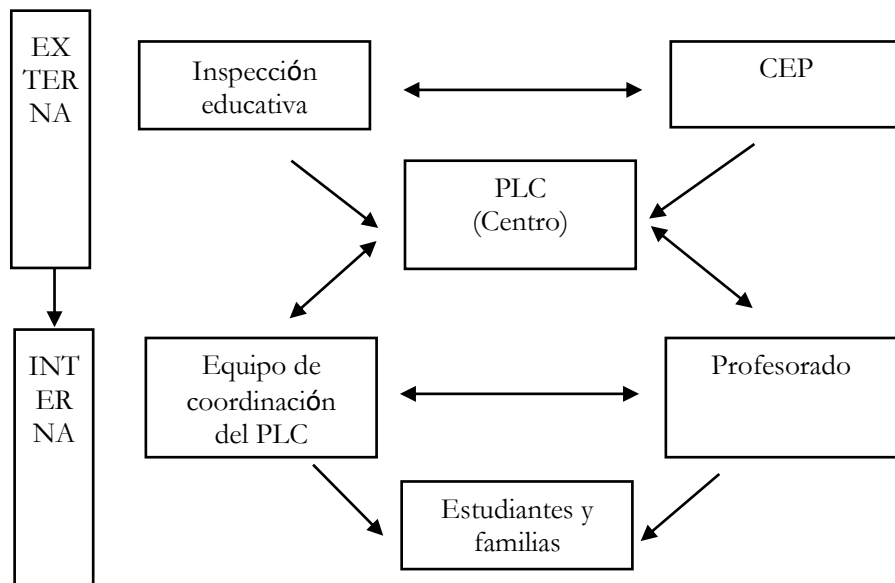 EX
TER
NA
Inspección
educativa
CEP
PLC
(Centro)
INT
ER
NA
Equipo de
coordinación
del PLC
Profesorado
Estudiantes y
familias